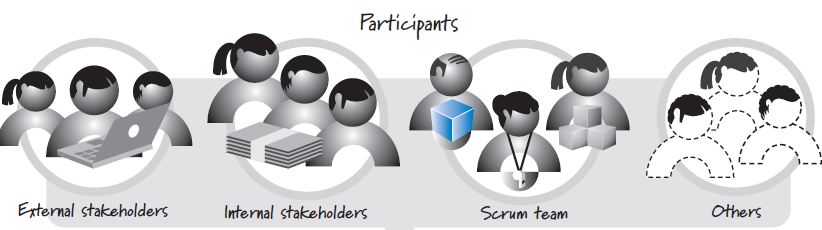 Participants
External stakeholders
Internal stakeholders
Scrum team
Others